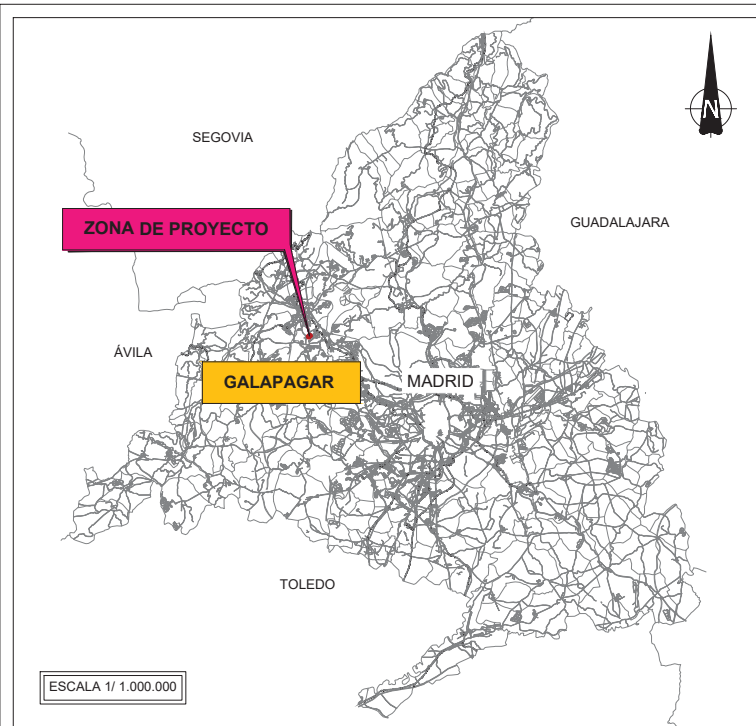 N
SEGOVIA
ZONA DE PROYECTO
GUADALAJARA
ÁVILA
GALAPAGAR
MADRID
TOLEDO
ESCALA 1/ 1.000.000